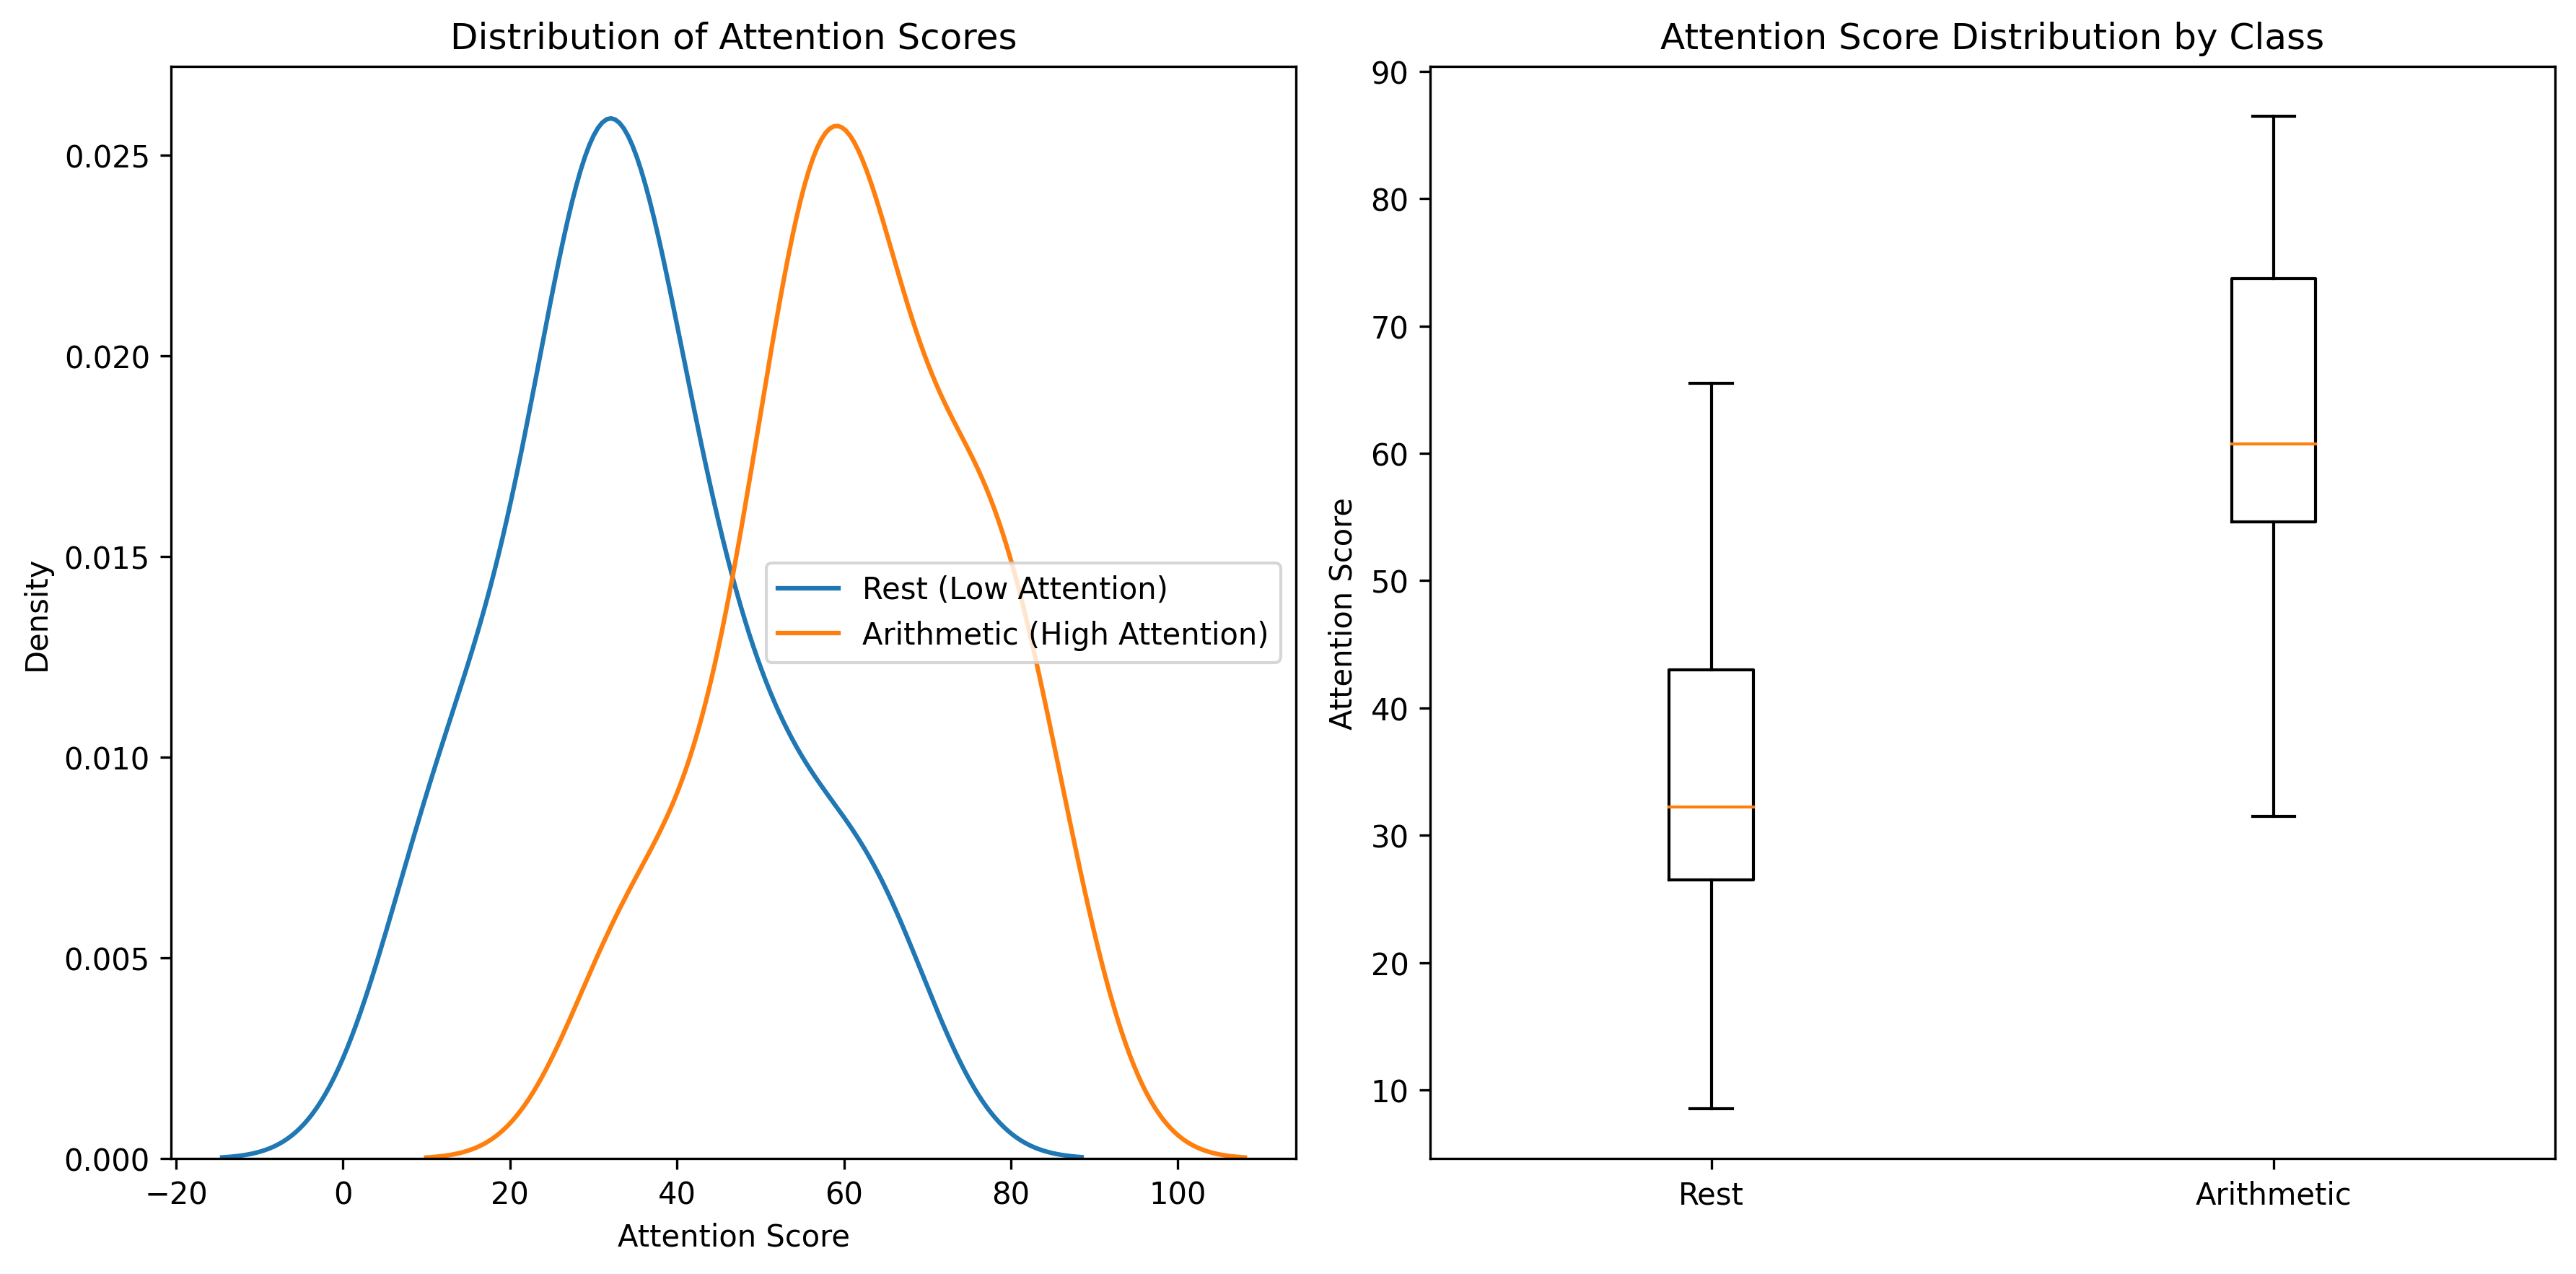 Distribution of Attention Scores
Density
0.025
0.020
0.015
0.010
0.005
0.000
−20 0 20 40 60 80 100
Attention Score
Rest (Low Attention)
Arithmetic (High Attention)
Attention Score Distribution by Class
Attention Score
90
80
70
60
50
40
30
20
10
Rest Arithmetic